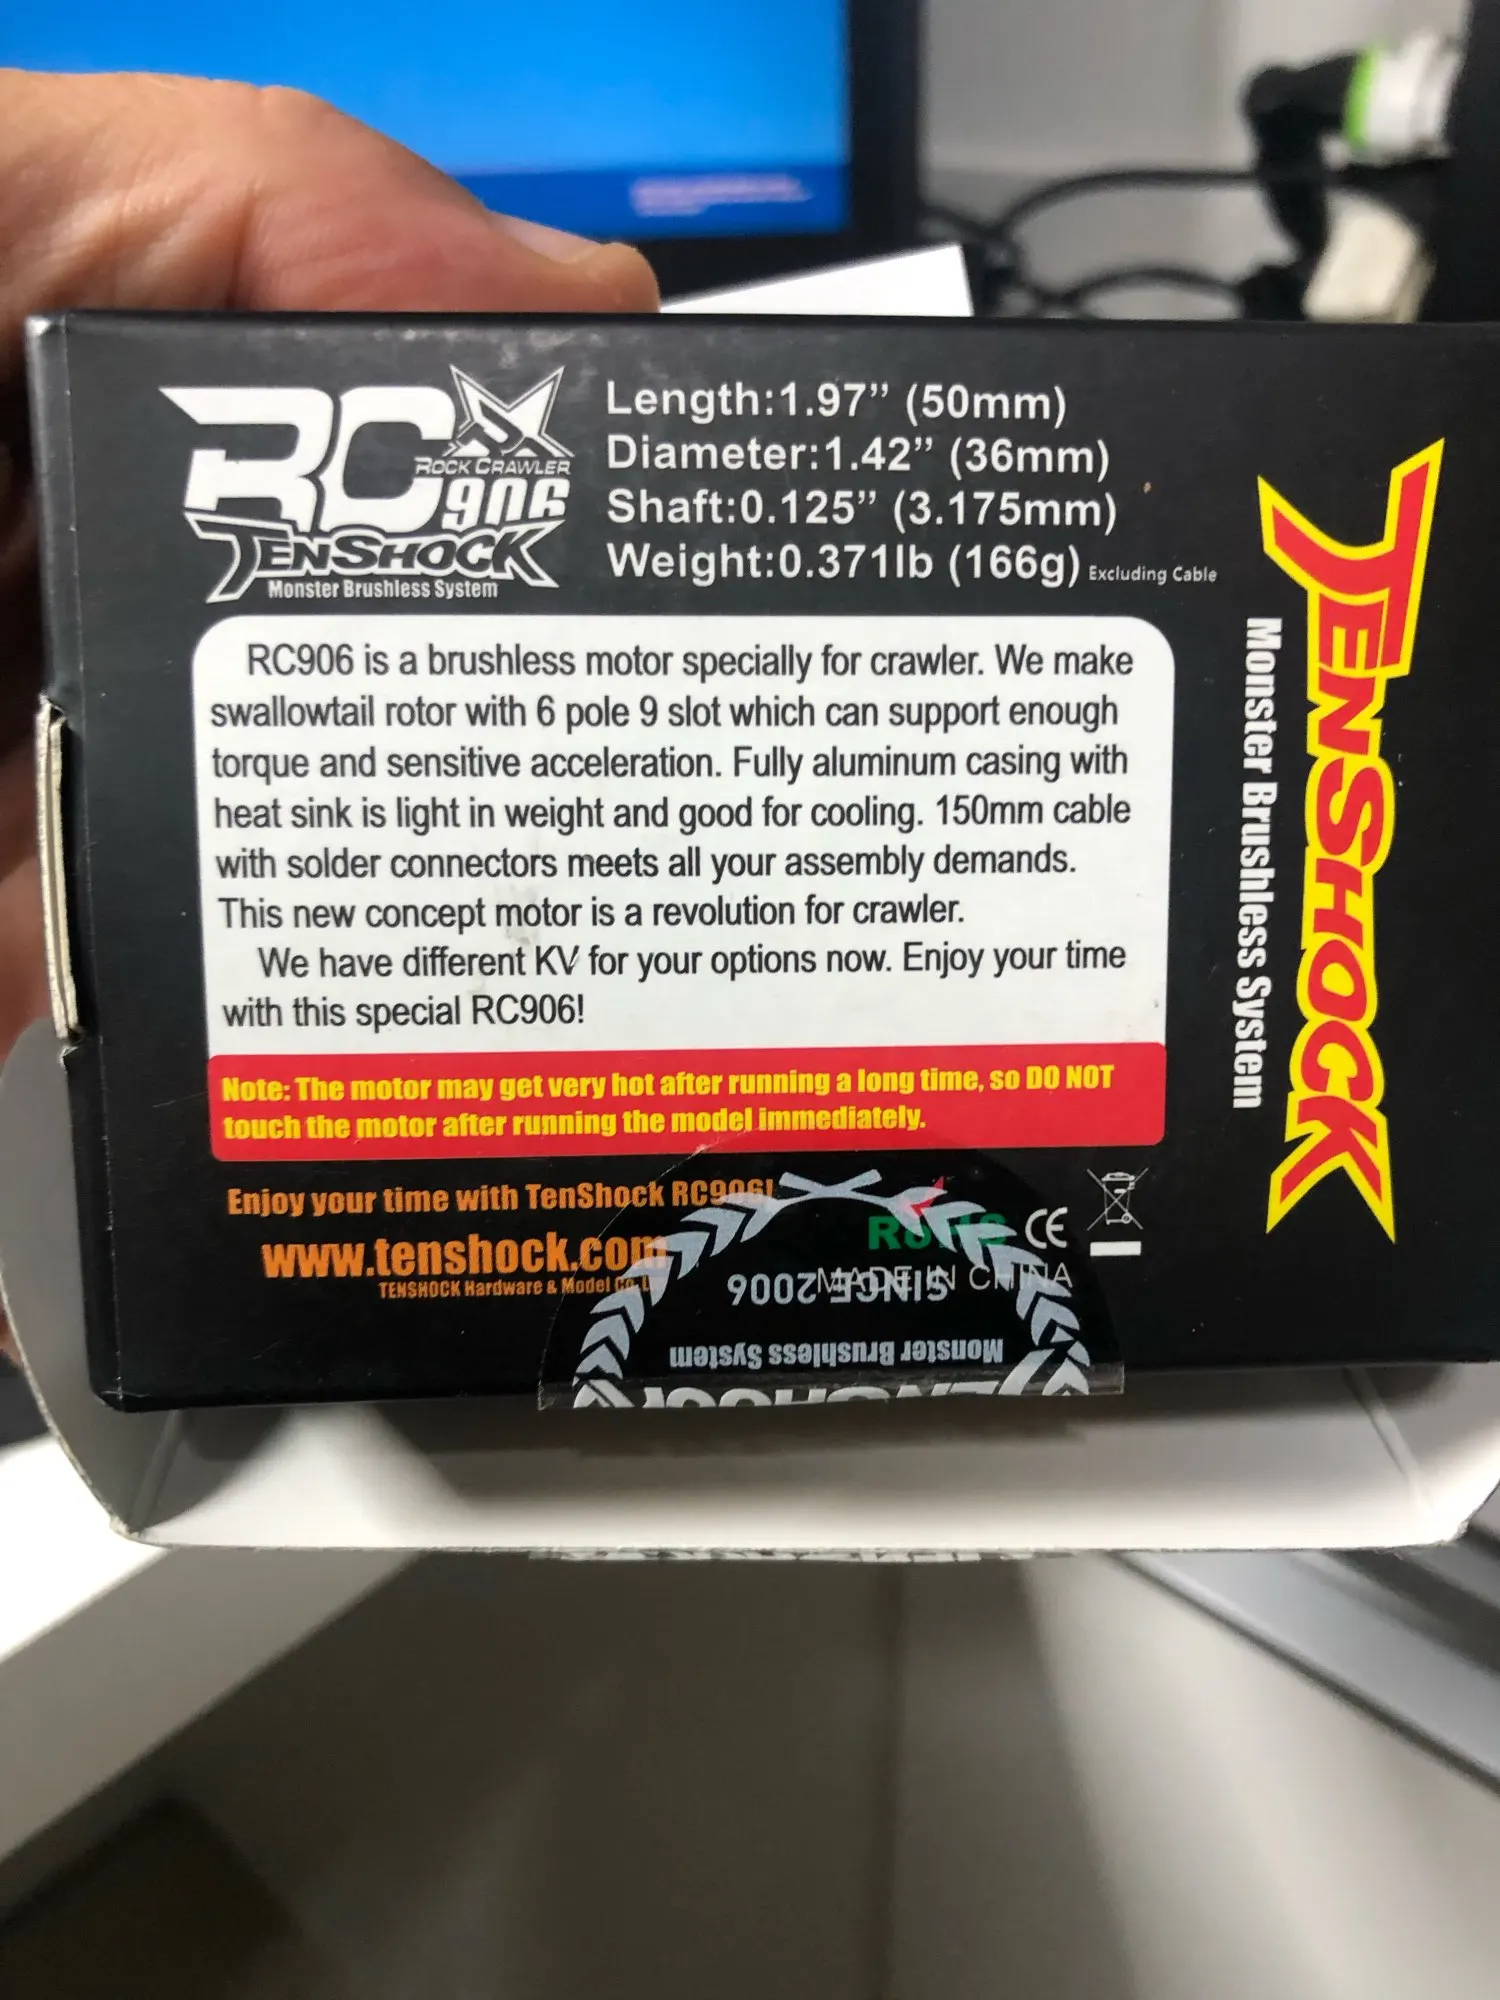 RC
ROCK CRAWLER
906
TENSHOCK
Monster Brushless System
Length:1.97” (50mm)
Diameter:1.42” (36mm)
Shaft:0.125” (3.175mm)
Weight:0.371lb (166g) Excluding Cable
RC906 is a brushless motor specially for crawler. We make
swallowtail rotor with 6 pole 9 slot which can support enough
torque and sensitive acceleration. Fully aluminum casing with
heat sink is light in weight and good for cooling. 150mm cable
with solder connectors meets all your assembly demands.
This new concept motor is a revolution for crawler.
We have different KV for your options now. Enjoy your time
with this special RC906!
Note: The motor may get very hot after running a long time, so DO NOT
touch the motor after running the model immediately.
Enjoy your time with TenShock RC906!
www.tenshock.com
TENSHOCK Hardware & Model
RoHS CE
MADE IN CHINA
SINCE 2006
Monster Brushless System
TENSHOCK
TENSHOCK
Monster Brushless System